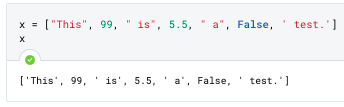 x = ["This", 99, " is", 5.5, " a", False, ' test.']
x
['This', 99, ' is', 5.5, ' a', False, ' test.']